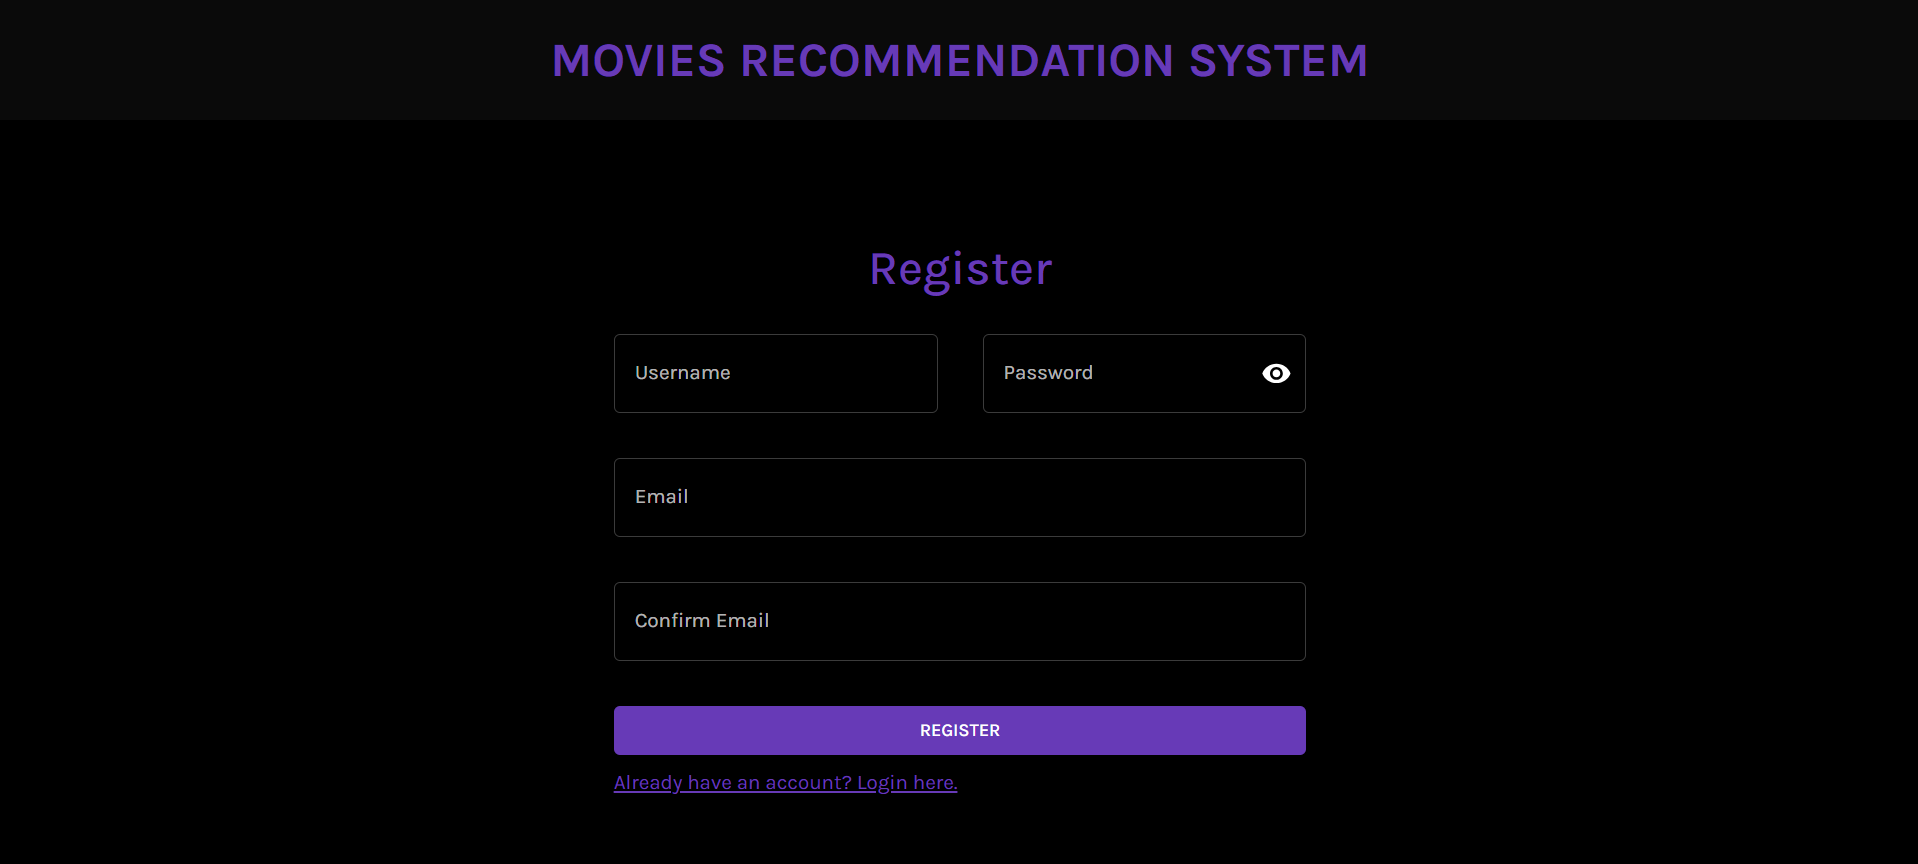 MOVIES RECOMMENDATION SYSTEM
Register
Username
Password
Email
Confirm Email
REGISTER
Already have an account? Login here.